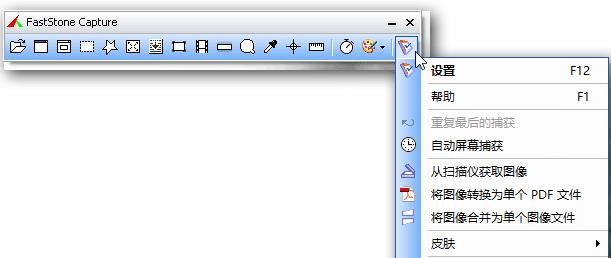 FastStone Capture
设置 F12
帮助 F1
重复最后的捕获
自动屏幕捕获
从扫描仪获取图像
将图像转换为单个 PDF 文件
将图像合并为单个图像文件
皮肤